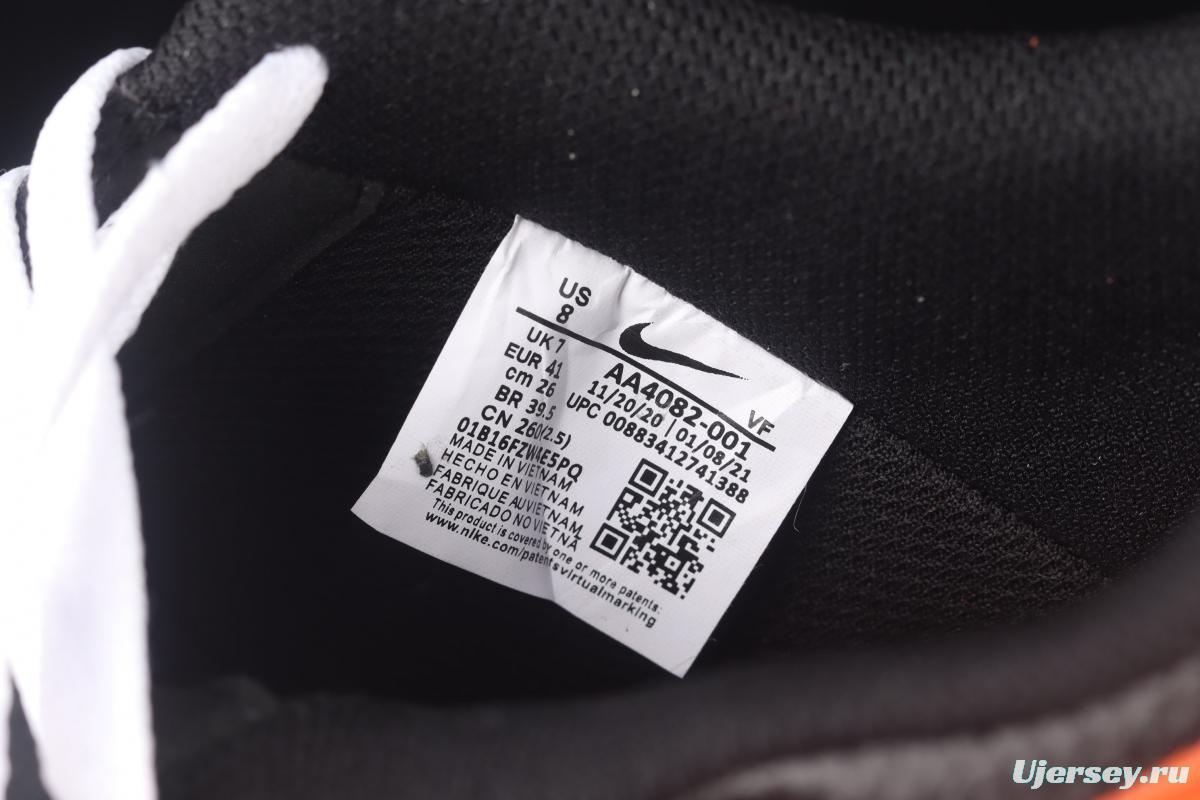 US
8
UK 7
EUR 41
cm 26
BR 39.5
CN 260(2.5)
01B16FZW4E5PQ
MADE IN VIETNAM
HECHO EN VIETNAM
FABRIQUE AU VIETNAM
FABRICADO NO VIETNÃ
This product is covered by one or more patents:
www.nike.com/patentsvirtualmarking
VF
AA4082-001
11/20/20 | 01/08/21
UPC 00883412741388
Ujersey.ru